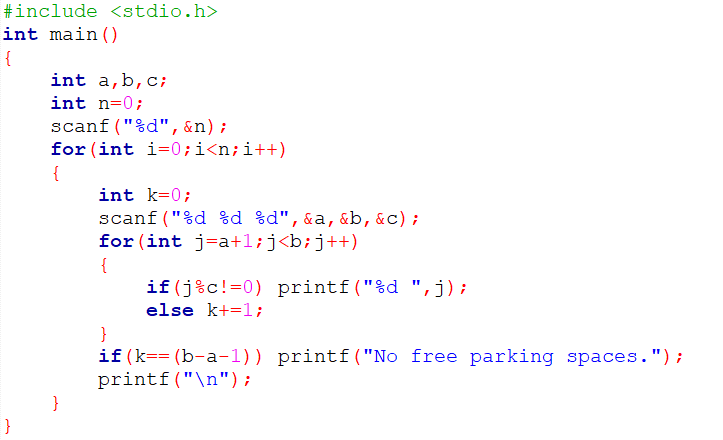 #include <stdio.h>
int main()
{
    int a,b,c;
    int n=0;
    scanf("%d",&n);
    for(int i=0;i<n;i++)
    {
        int k=0;
        scanf("%d %d %d",&a,&b,&c);
        for(int j=a+1;j<b;j++)
        {
            if(j%c!=0) printf("%d ",j);
            else k+=1;
        }
        if(k==(b-a-1)) printf("No free parking spaces.");
        printf("\n");
    }
}